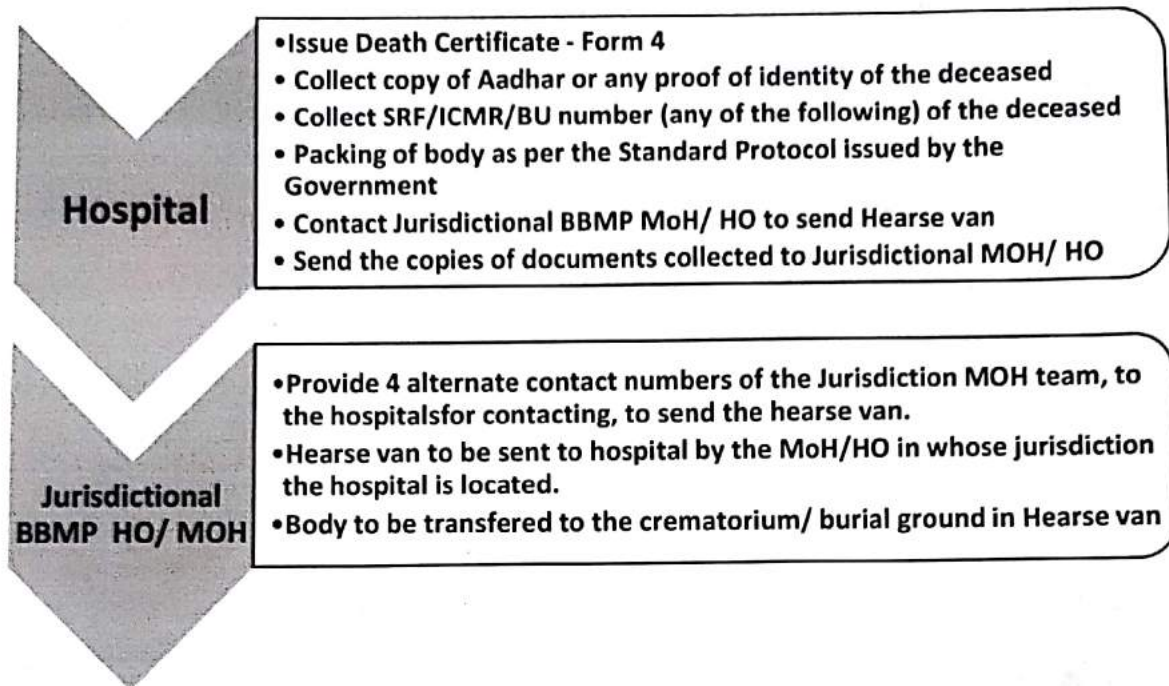 Hospital
•Issue Death Certificate - Form 4
• Collect copy of Aadhar or any proof of identity of the deceased
• Collect SRF/ICMR/BU number (any of the following) of the deceased
• Packing of body as per the Standard Protocol issued by the
Government
• Contact Jurisdictional BBMP MoH/ HO to send Hearse van
• Send the copies of documents collected to Jurisdictional MOH/ HO
Jurisdictional
BBMP HO/ MOH
•Provide 4 alternate contact numbers of the Jurisdiction MOH team, to
the hospitalsfor contacting, to send the hearse van.
•Hearse van to be sent to hospital by the MoH/HO in whose jurisdiction
the hospital is located.
•Body to be transfered to the crematorium/ burial ground in Hearse van